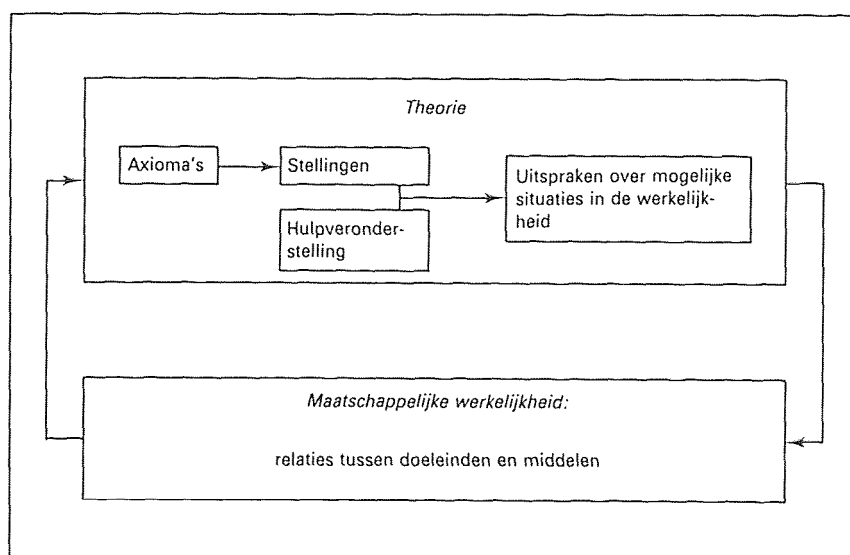 Theorie
Axioma's
Stellingen
Hulpveronder-
stelling
Uitspraken over mogelijke
situaties in de werkelijk-
heid
Maatschappelijke werkelijkheid:
relaties tussen doeleinden en middelen